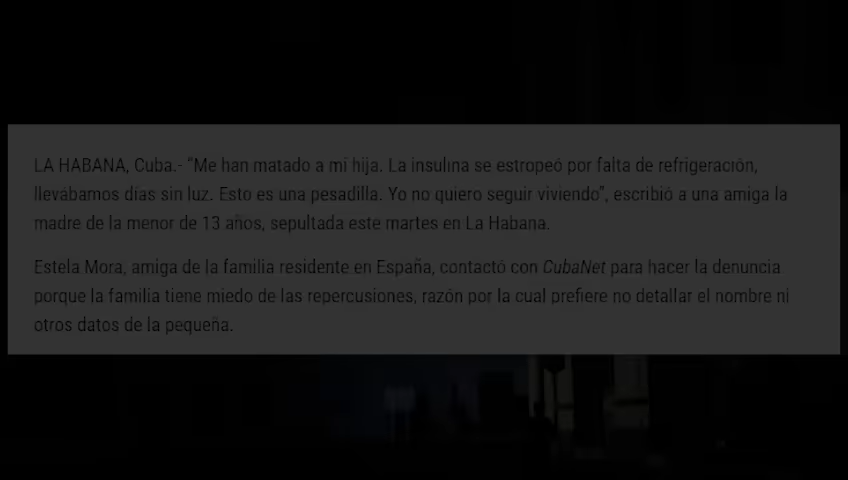 LA HABANA, Cuba.- “Me han matado a mi hija. La insulina se estropeó por falta de refrigeración,
llevábamos días sin luz. Esto es una pesadilla. Yo no quiero seguir viviendo”, escribió a una amiga la
madre de la menor de 13 años, sepultada este martes en La Habana.
Estela Mora, amiga de la familia residente en España, contactó con CubaNet para hacer la denuncia
porque la familia tiene miedo de las repercusiones, razón por la cual prefiere no detallar el nombre ni
otros datos de la pequeña.